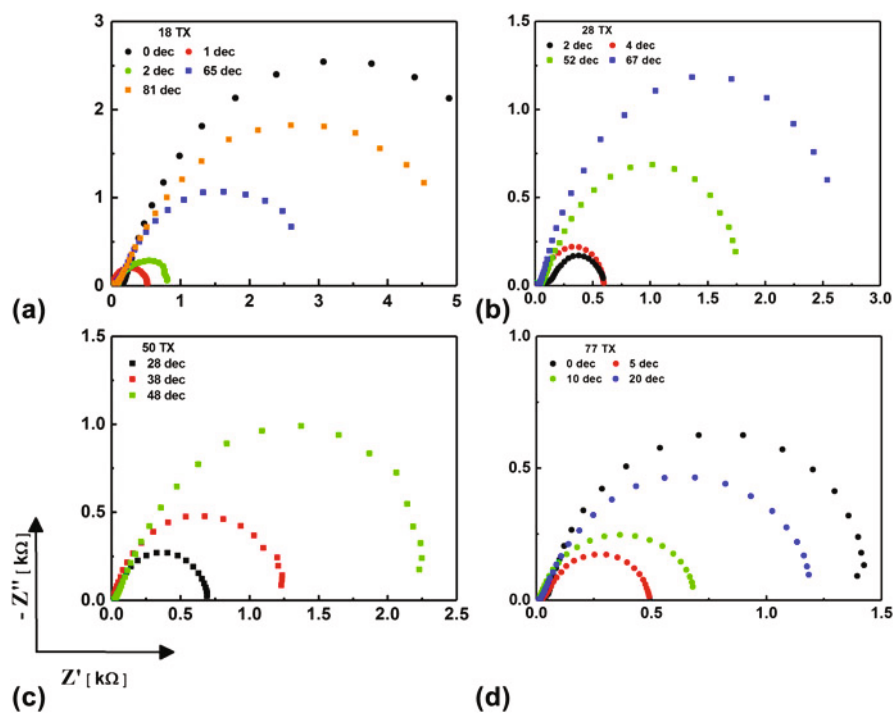 18 TX
0 dec 1 dec
2 dec 65 dec
81 dec
3
2
1
0
0 1 2 3 4 5
(a)
28 TX
2 dec 4 dec
52 dec 67 dec
1.5
1.0
0.5
0.0
0.0 0.5 1.0 1.5 2.0 2.5 3.0
(b)
50 TX
28 dec
38 dec
48 dec
1.5
1.0
0.5
0.0
0.0 0.5 1.0 1.5 2.0 2.5
- Z'' [ kΩ]
Z' [ kΩ]
(c)
77 TX
0 dec 5 dec
10 dec 20 dec
1.0
0.5
0.0
0.0 0.5 1.0 1.5
(d)